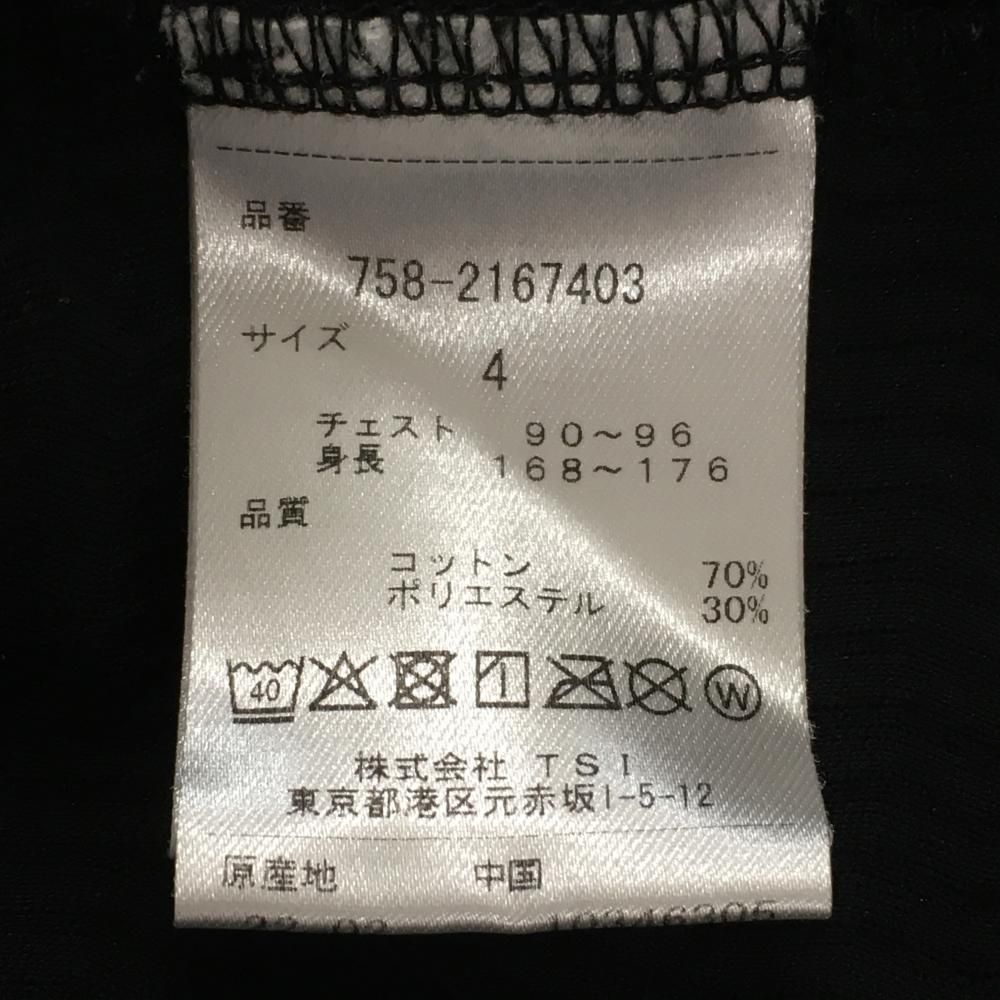 品番
758-2167403
サイズ
4
チェスト 90～96
身長 168～176
品質
コットン 70%
ポリエステル 30%
40 W
株式会社 TSI
東京都港区元赤坂1-5-12
原産地 中国